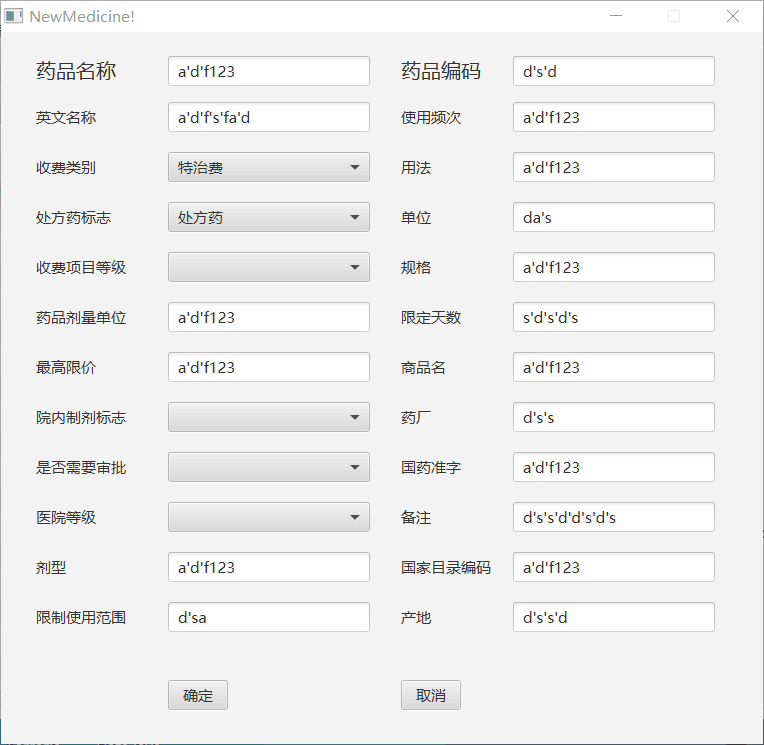 NewMedicine!
药品名称 a'd'f123 药品编码 d's'd
英文名称 a'd'f's'fa'd 使用频次 a'd'f123
收费类别 特治费 用法 a'd'f123
处方药标志 处方药 单位 da's
收费项目等级 规格 a'd'f123
药品剂量单位 a'd'f123 限定天数 s'd's'd's
最高限价 a'd'f123 商品名 a'd'f123
院内制剂标志 药厂 d's's
是否需要审批 国药准字 a'd'f123
医院等级 备注 d's's'd'd's'd's
剂型 a'd'f123 国家目录编码 a'd'f123
限制使用范围 d'sa 产地 d's's'd
确定 取消